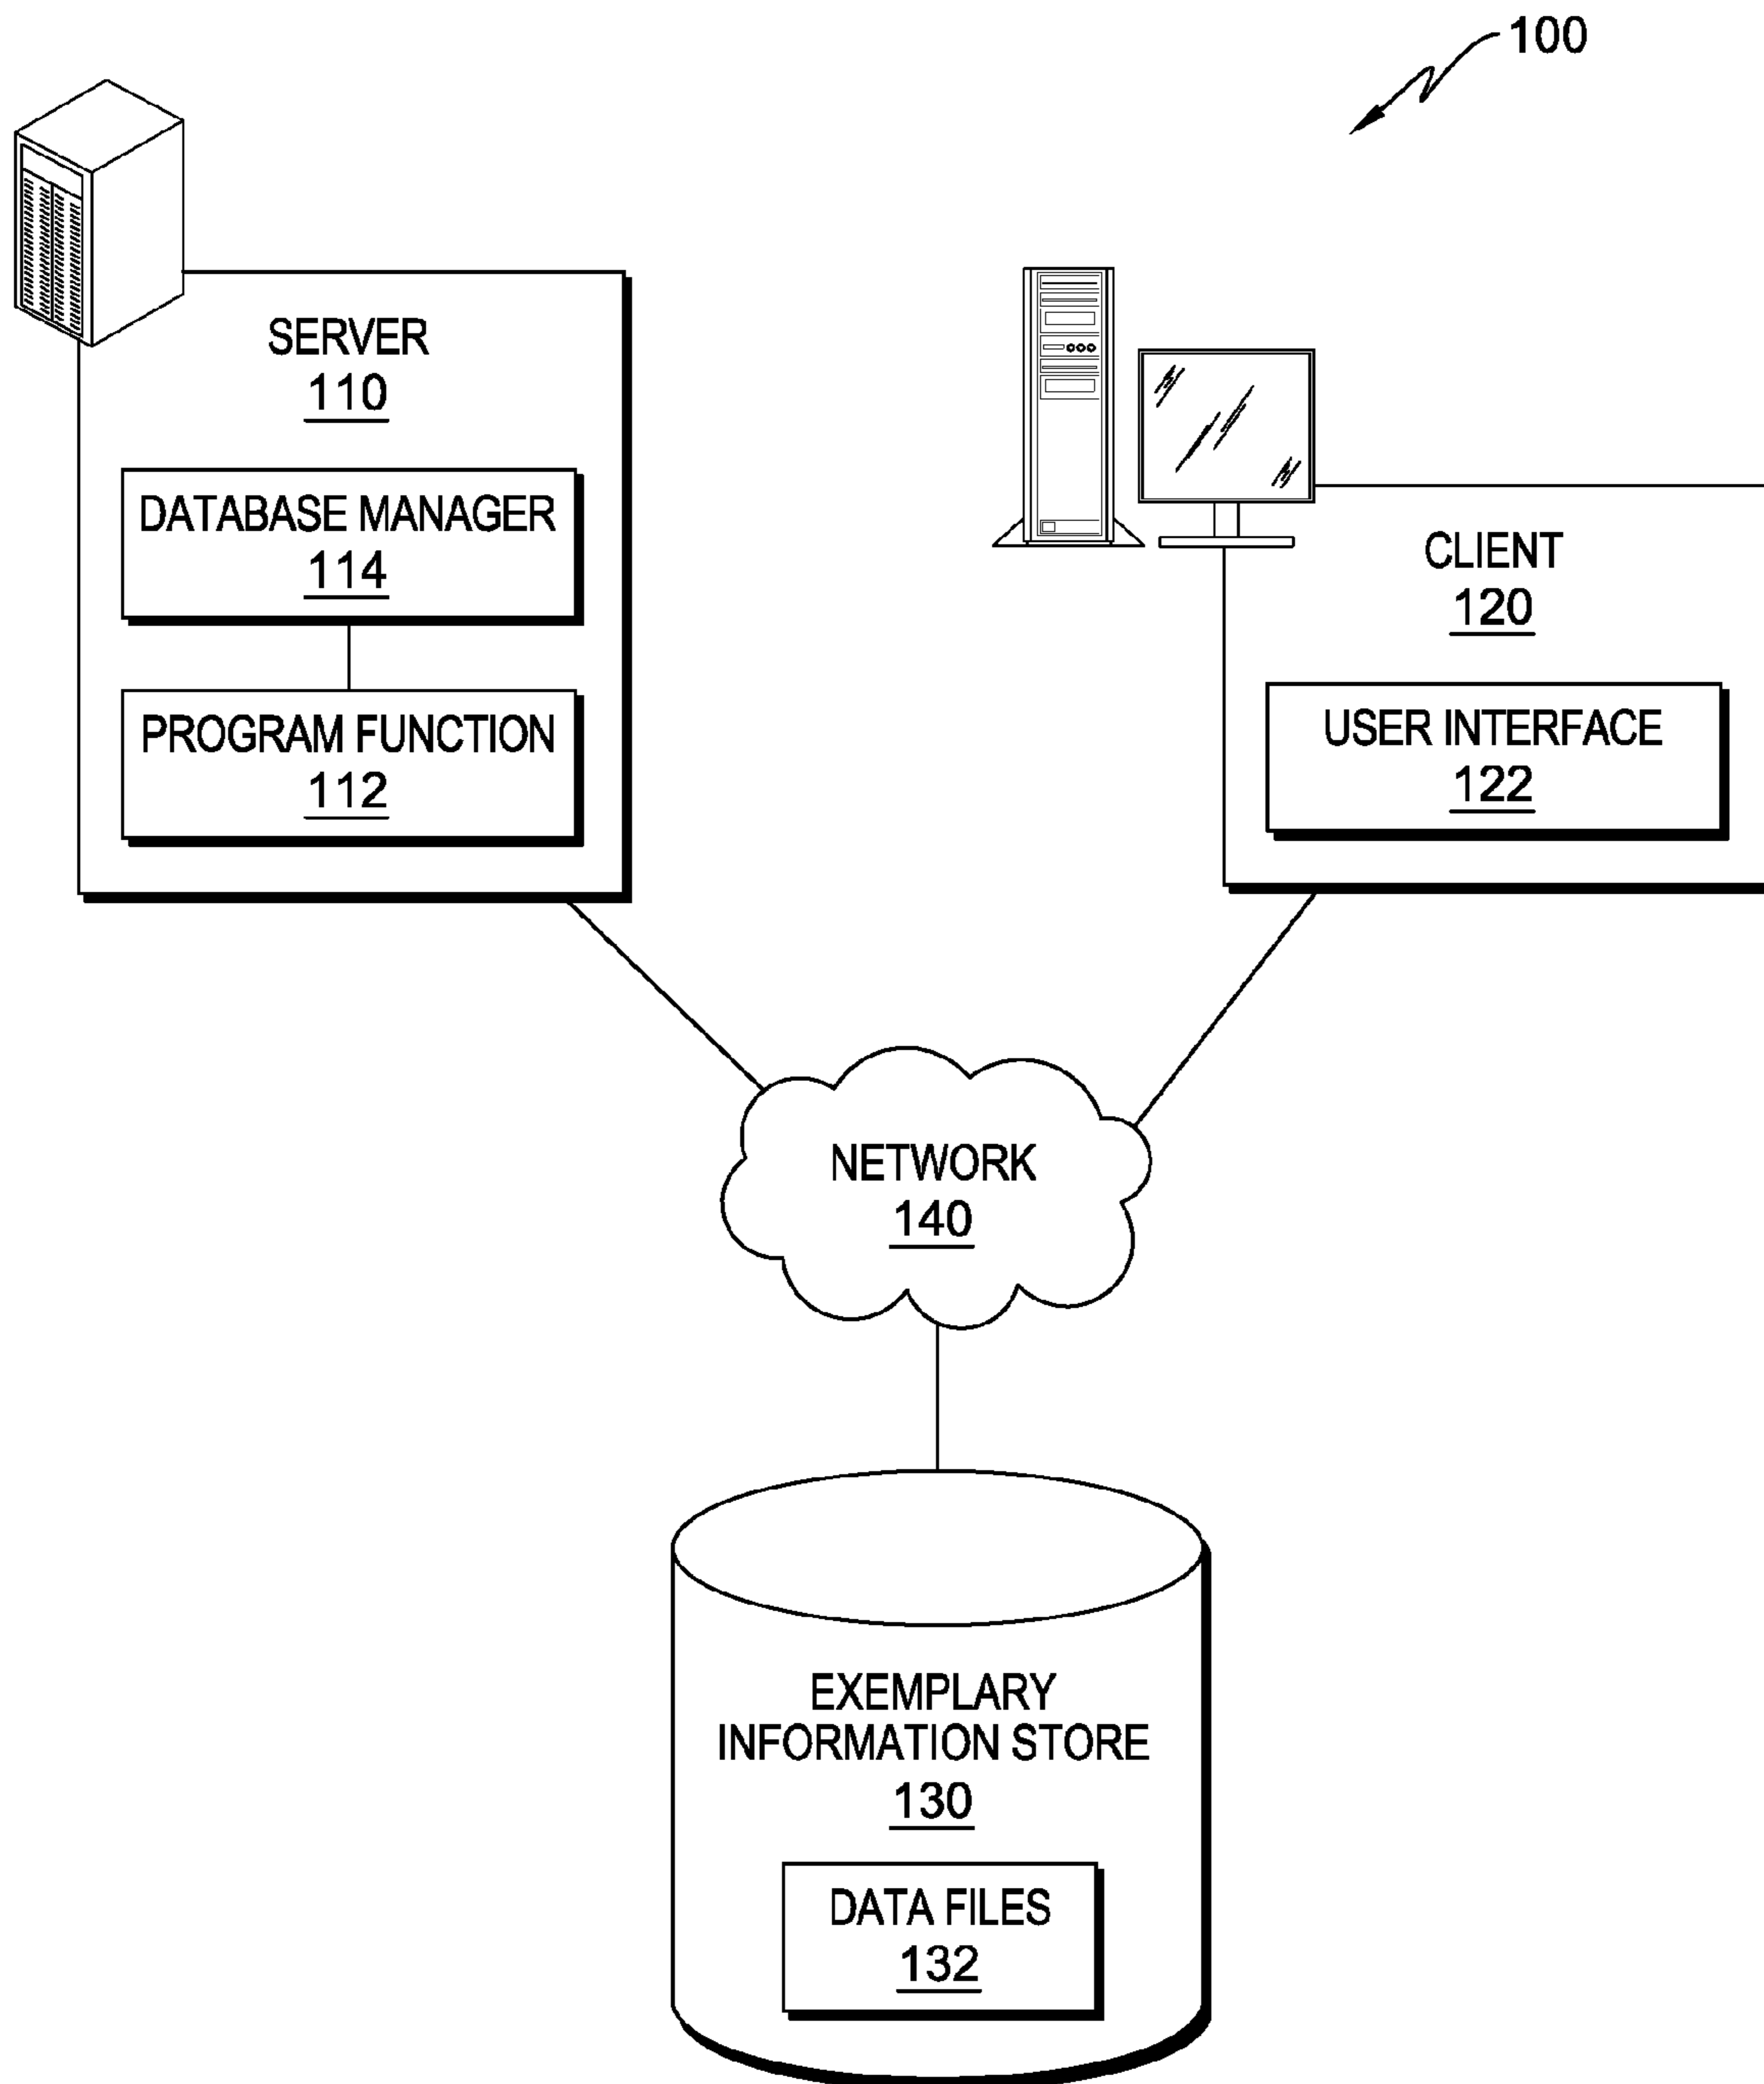 100
SERVER
110
DATABASE MANAGER
114
PROGRAM FUNCTION
112
CLIENT
120
USER INTERFACE
122
NETWORK
140
EXEMPLARY
INFORMATION STORE
130
DATA FILES
132